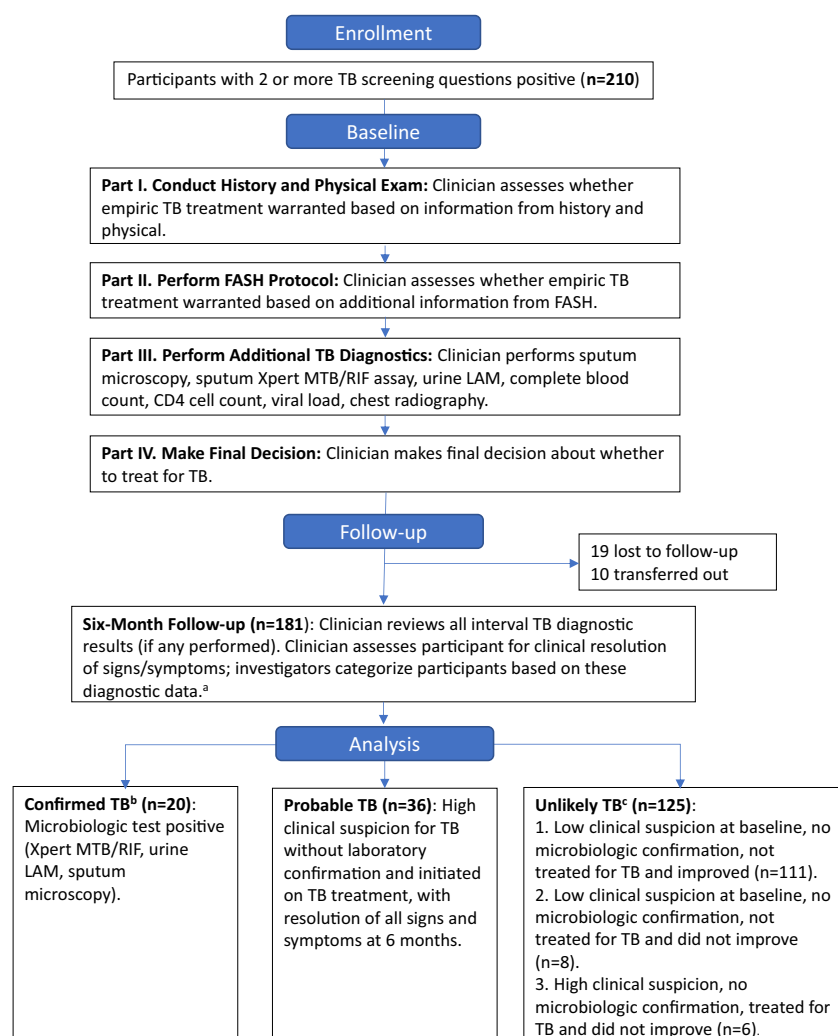 Enrollment
Participants with 2 or more TB screening questions positive (n=210)
Baseline
Part I. Conduct History and Physical Exam: Clinician assesses whether
empiric TB treatment warranted based on information from history and
physical.
Part II. Perform FASH Protocol: Clinician assesses whether empiric TB
treatment warranted based on additional information from FASH.
Part III. Perform Additional TB Diagnostics: Clinician performs sputum
microscopy, sputum Xpert MTB/RIF assay, urine LAM, complete blood
count, CD4 cell count, viral load, chest radiography.
Part IV. Make Final Decision: Clinician makes final decision about whether
to treat for TB.
Follow-up
19 lost to follow-up
10 transferred out
Six-Month Follow-up (n=181): Clinician reviews all interval TB diagnostic
results (if any performed). Clinician assesses participant for clinical resolution
of signs/symptoms; investigators categorize participants based on these
diagnostic data.ᵃ
Analysis
Confirmed TBᵇ (n=20):
Microbiologic test positive
(Xpert MTB/RIF, urine
LAM, sputum
microscopy).
Probable TB (n=36): High
clinical suspicion for TB
without laboratory
confirmation and initiated
on TB treatment, with
resolution of all signs and
symptoms at 6 months.
Unlikely TBᶜ (n=125):
1. Low clinical suspicion at baseline, no
microbiologic confirmation, not
treated for TB and improved (n=111).
2. Low clinical suspicion at baseline, no
microbiologic confirmation, not
treated for TB and did not improve
(n=8).
3. High clinical suspicion, no
microbiologic confirmation, treated for
TB and did not improve (n=6).